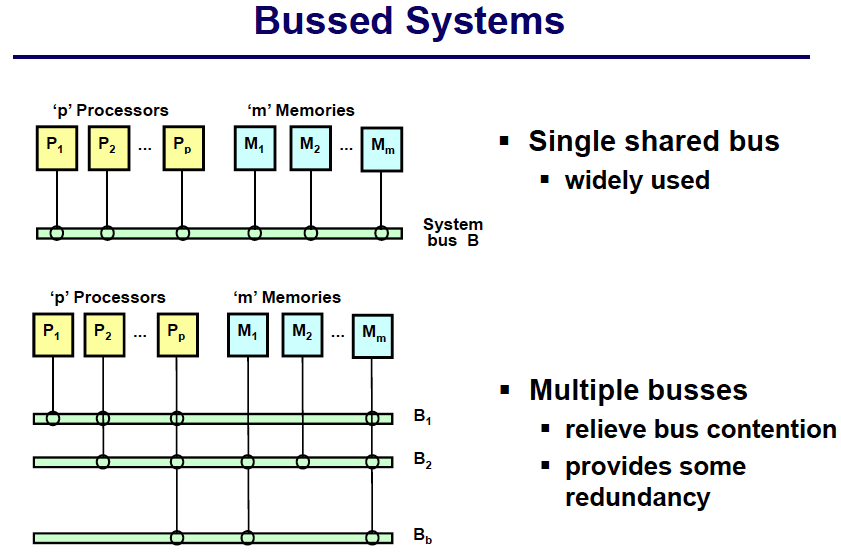 Bussed Systems
‘p’ Processors ‘m’ Memories
P1 P2 ... Pp M1 M2 ... Mm
System
bus B
▪ Single shared bus
▪ widely used
‘p’ Processors ‘m’ Memories
P1 P2 ... Pp M1 M2 ... Mm
B1
B2
Bb
▪ Multiple busses
▪ relieve bus contention
▪ provides some
redundancy